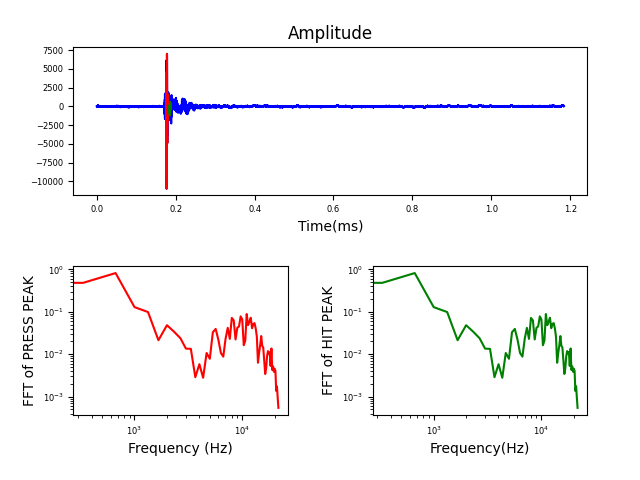 Amplitude
7500
5000
2500
0
−2500
−5000
−7500
−10000
0.0 0.2 0.4 0.6 0.8 1.0 1.2
Time(ms)
FFT of PRESS PEAK
10⁰
10⁻¹
10⁻²
10⁻³
10³ 10⁴
Frequency (Hz)
FFT of HIT PEAK
10⁰
10⁻¹
10⁻²
10⁻³
10³ 10⁴
Frequency(Hz)